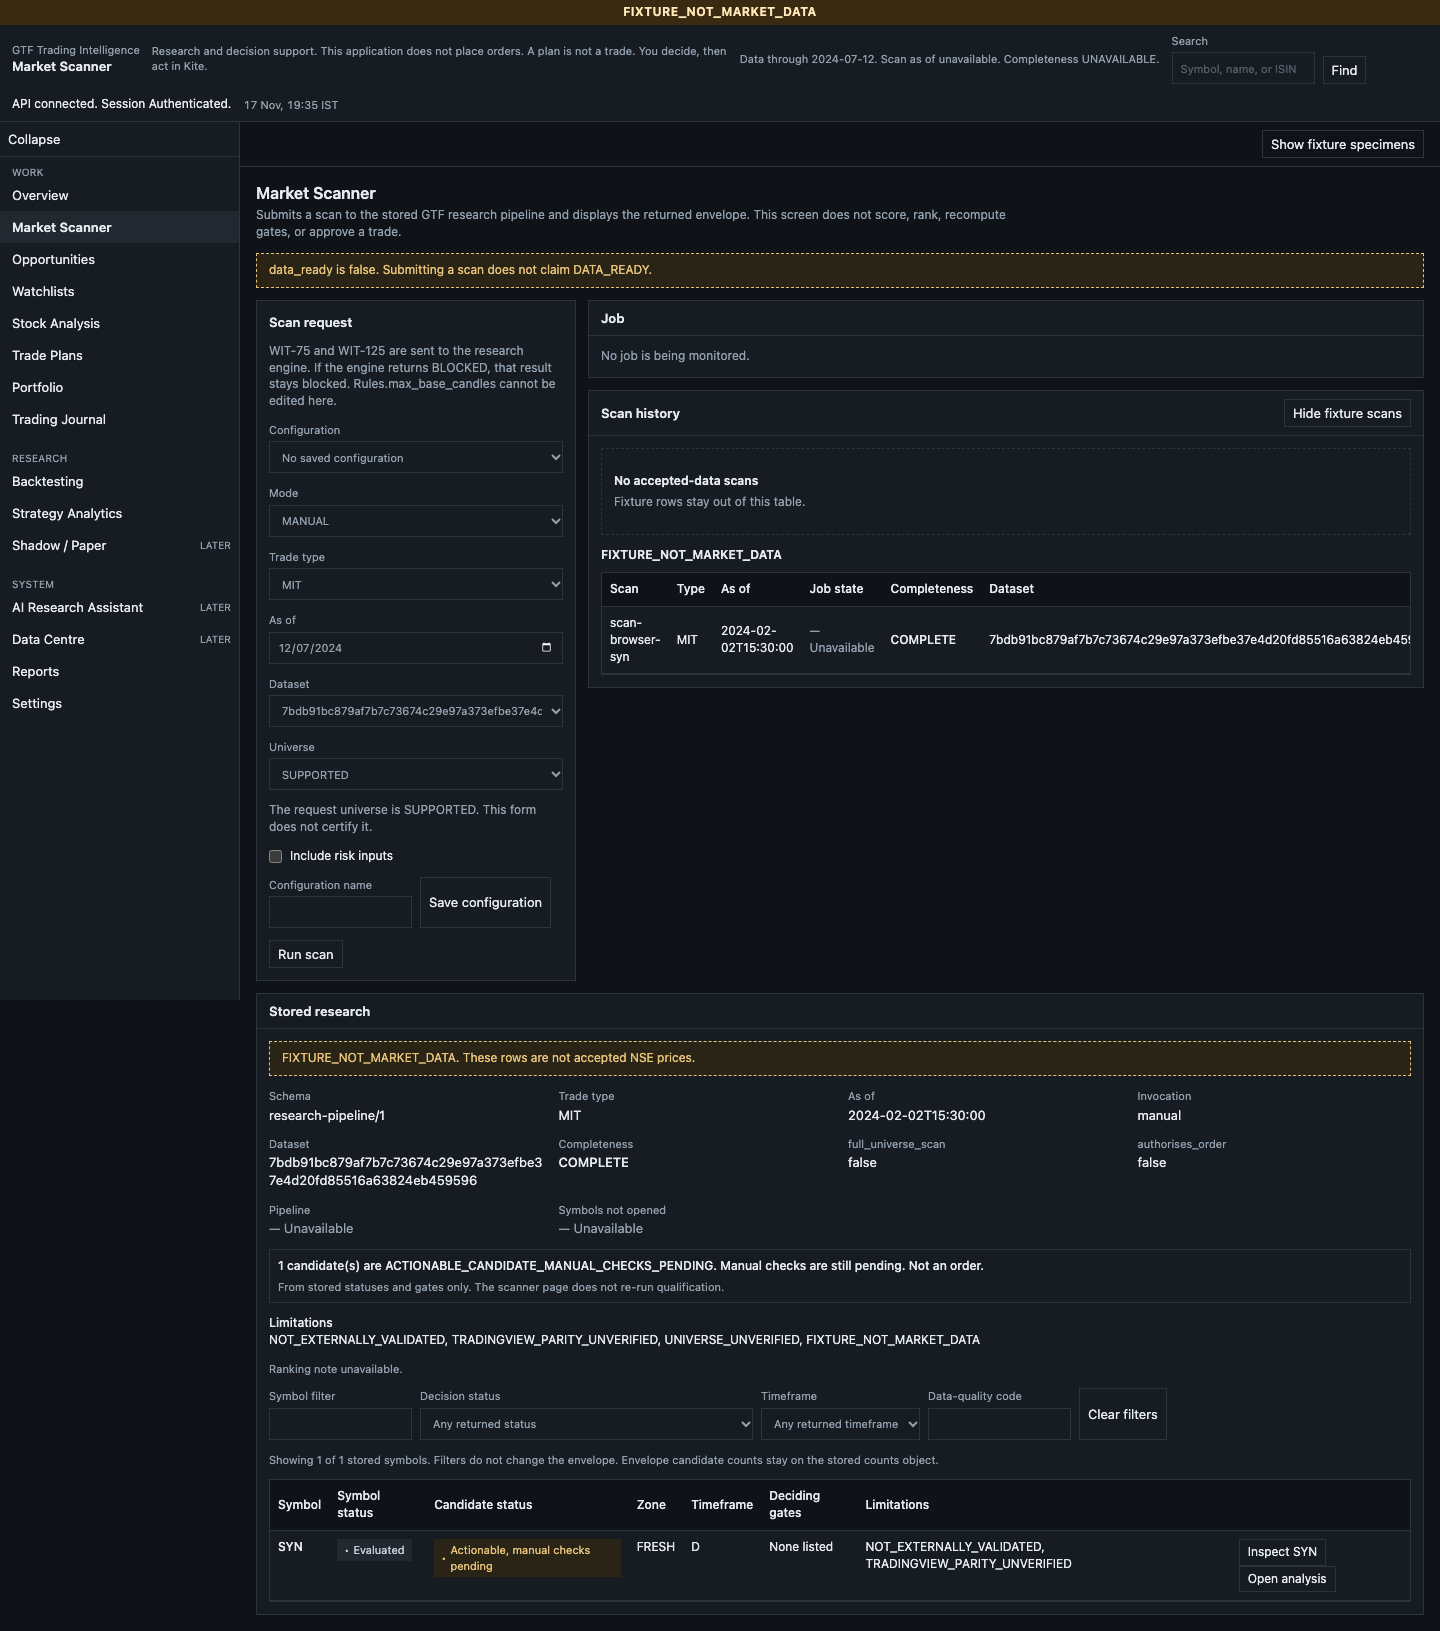 FIXTURE_NOT_MARKET_DATA
GTF Trading Intelligence
Market Scanner
Research and decision support. This application does not place orders. A plan is not a trade. You decide, then
act in Kite.
Data through 2024-07-12. Scan as of unavailable. Completeness UNAVAILABLE.
Search
Symbol, name, or ISIN
Find
API connected. Session Authenticated.
17 Nov, 19:35 IST
Collapse
Show fixture specimens
WORK
Overview
Market Scanner
Opportunities
Watchlists
Stock Analysis
Trade Plans
Portfolio
Trading Journal
RESEARCH
Backtesting
Strategy Analytics
Shadow / Paper LATER
SYSTEM
AI Research Assistant LATER
Data Centre LATER
Reports
Settings
Market Scanner
Submits a scan to the stored GTF research pipeline and displays the returned envelope. This screen does not score, rank, recompute
gates, or approve a trade.
data_ready is false. Submitting a scan does not claim DATA_READY.
Scan request
WIT-75 and WIT-125 are sent to the research
engine. If the engine returns BLOCKED, that result
stays blocked. Rules.max_base_candles cannot be
edited here.
Configuration
No saved configuration
Mode
MANUAL
Trade type
MIT
As of
12/07/2024
Dataset
7bdb91bc879af7b7c73674c29e97a373efbe37e4c
Universe
SUPPORTED
The request universe is SUPPORTED. This form
does not certify it.
Include risk inputs
Configuration name
Save configuration
Run scan
Job
No job is being monitored.
Scan history
Hide fixture scans
No accepted-data scans
Fixture rows stay out of this table.
FIXTURE_NOT_MARKET_DATA
Scan Type As of Job state Completeness Dataset
scan-
browser-
syn
MIT
2024-02-
02T15:30:00
—
Unavailable
COMPLETE
7bdb91bc879af7b7c73674c29e97a373efbe37e4d20fd85516a63824eb459
Stored research
FIXTURE_NOT_MARKET_DATA. These rows are not accepted NSE prices.
Schema
research-pipeline/1
Trade type
MIT
As of
2024-02-02T15:30:00
Invocation
manual
Dataset
7bdb91bc879af7b7c73674c29e97a373efbe3
7e4d20fd85516a63824eb459596
Completeness
COMPLETE
full_universe_scan
false
authorises_order
false
Pipeline
— Unavailable
Symbols not opened
— Unavailable
1 candidate(s) are ACTIONABLE_CANDIDATE_MANUAL_CHECKS_PENDING. Manual checks are still pending. Not an order.
From stored statuses and gates only. The scanner page does not re-run qualification.
Limitations
NOT_EXTERNALLY_VALIDATED, TRADINGVIEW_PARITY_UNVERIFIED, UNIVERSE_UNVERIFIED, FIXTURE_NOT_MARKET_DATA
Ranking note unavailable.
Symbol filter
Decision status
Any returned status
Timeframe
Any returned timeframe
Data-quality code
Clear filters
Showing 1 of 1 stored symbols. Filters do not change the envelope. Envelope candidate counts stay on the stored counts object.
Symbol
Symbol
status
Candidate status
Zone
Timeframe
Deciding
gates
Limitations
SYN
• Evaluated
• Actionable, manual checks
pending
FRESH
D
None listed
NOT_EXTERNALLY_VALIDATED,
TRADINGVIEW_PARITY_UNVERIFIED
Inspect SYN
Open analysis